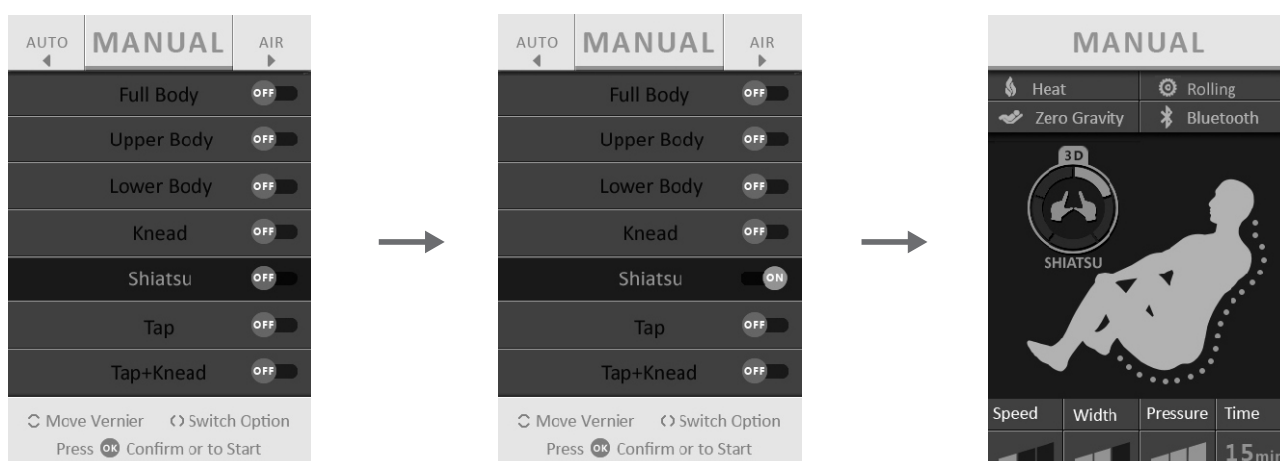 AUTO MANUAL AIR
Full Body OFF
Upper Body OFF
Lower Body OFF
Knead OFF
Shiatsu OFF
Tap OFF
Tap+Knead OFF
Move Vernier Switch Option
Press OK Confirm or to Start
AUTO MANUAL AIR
Full Body OFF
Upper Body OFF
Lower Body OFF
Knead OFF
Shiatsu ON
Tap OFF
Tap+Knead OFF
Move Vernier Switch Option
Press OK Confirm or to Start
MANUAL
Heat Rolling
Zero Gravity Bluetooth
3D
SHIATSU
Speed Width Pressure Time
15min